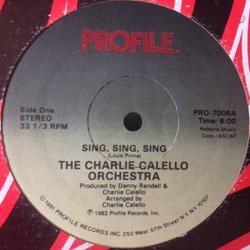 PROFILE
Side One
STEREO
33 1/3 RPM
PRO-7005A
Time: 6:00
Robbins Music
Corp./ASCAP
SING, SING, SING
(Louis Prima)
THE CHARLIE CALELLO
ORCHESTRA
Produced by Danny Randell &
Charlie Calello
Arranged by
Charlie Calello
℗ 1982 Profile Records, Inc.
© 1981 PROFILE RECORDS INC 250 West 57th Street N.Y. N.Y. 10107